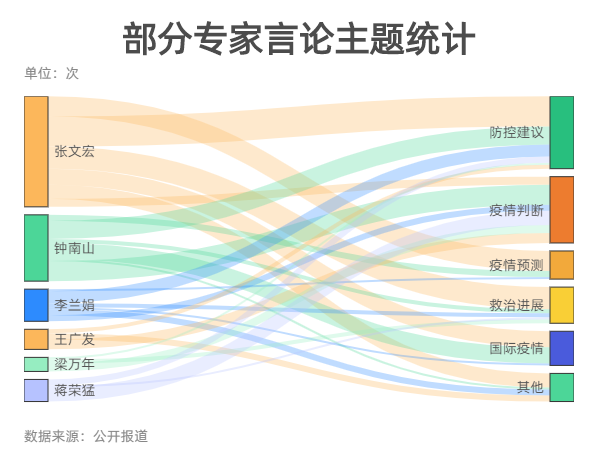 部分专家言论主题统计
单位：次
张文宏
钟南山
李兰娟
王广发
梁万年
蒋荣猛
防控建议
疫情判断
疫情预测
救治进展
国际疫情
其他
数据来源：公开报道